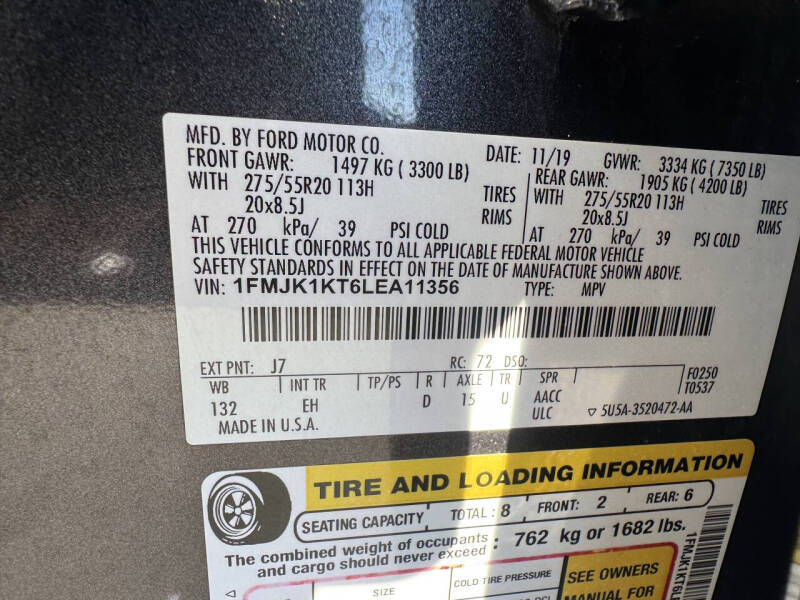 MFD. BY FORD MOTOR CO. DATE: 11/19 GVWR: 3334 KG ( 7350 LB)
FRONT GAWR: 1497 KG ( 3300 LB) REAR GAWR: 1905 KG ( 4200 LB)
WITH 275/55R20 113H TIRES WITH 275/55R20 113H TIRES
20x8.5J RIMS 20x8.5J RIMS
AT 270 kPa/ 39 PSI COLD AT 270 kPa/ 39 PSI COLD
THIS VEHICLE CONFORMS TO ALL APPLICABLE FEDERAL MOTOR VEHICLE
SAFETY STANDARDS IN EFFECT ON THE DATE OF MANUFACTURE SHOWN ABOVE.
VIN: 1FMJK1KT6LEA11356 TYPE: MPV
EXT PNT: J7 RC: 72 DSO:
WB INT TR TP/PS R AXLE TR SPR F0250
132 EH D 15 U AACC T0537
ULC 5U5A-3520472-AA
MADE IN U.S.A.
TIRE AND LOADING INFORMATION
SEATING CAPACITY TOTAL : 8 FRONT: 2 REAR: 6
The combined weight of occupants : 762 kg or 1682 lbs.
and cargo should never exceed
SIZE COLD TIRE PRESSURE SEE OWNERS
MANUAL FOR
1FMJK1KT6L